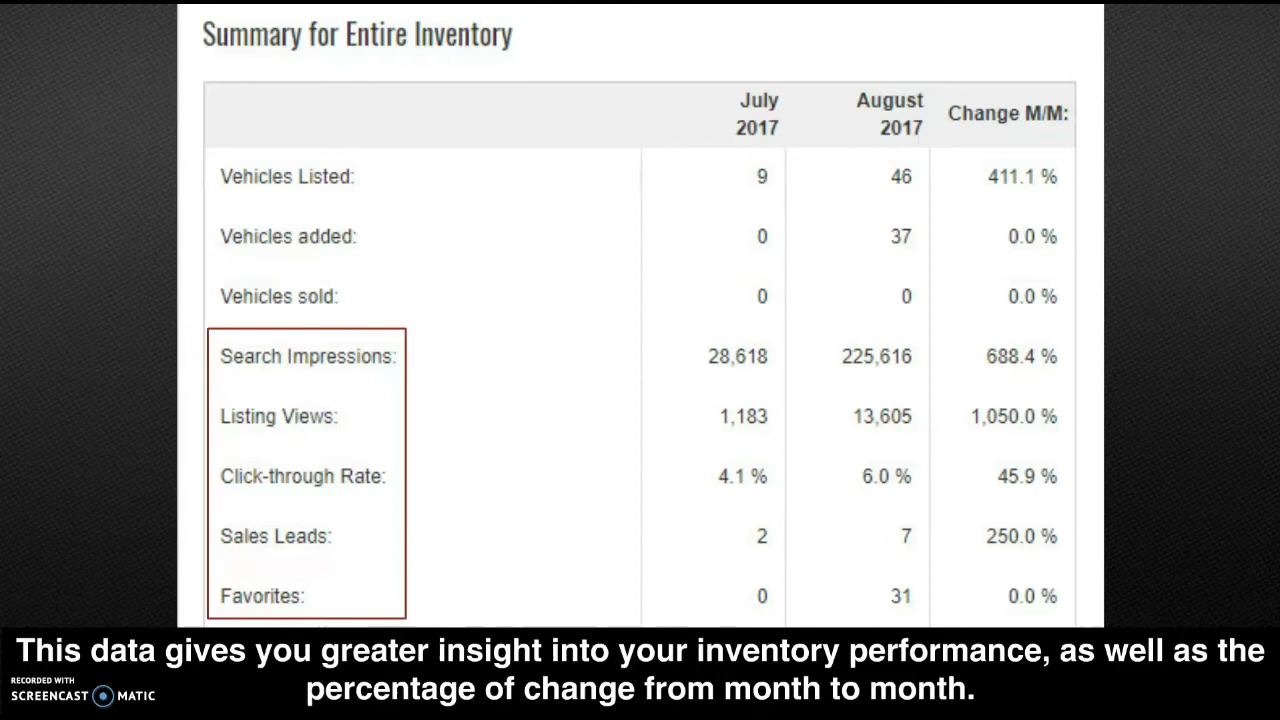 Summary for Entire Inventory
July 2017 August 2017 Change M/M:
Vehicles Listed: 9 46 411.1 %
Vehicles added: 0 37 0.0 %
Vehicles sold: 0 0 0.0 %
Search Impressions: 28,618 225,616 688.4 %
Listing Views: 1,183 13,605 1,050.0 %
Click-through Rate: 4.1 % 6.0 % 45.9 %
Sales Leads: 2 7 250.0 %
Favorites: 0 31 0.0 %
This data gives you greater insight into your inventory performance, as well as the
percentage of change from month to month.
RECORDED WITH
SCREENCAST MATIC